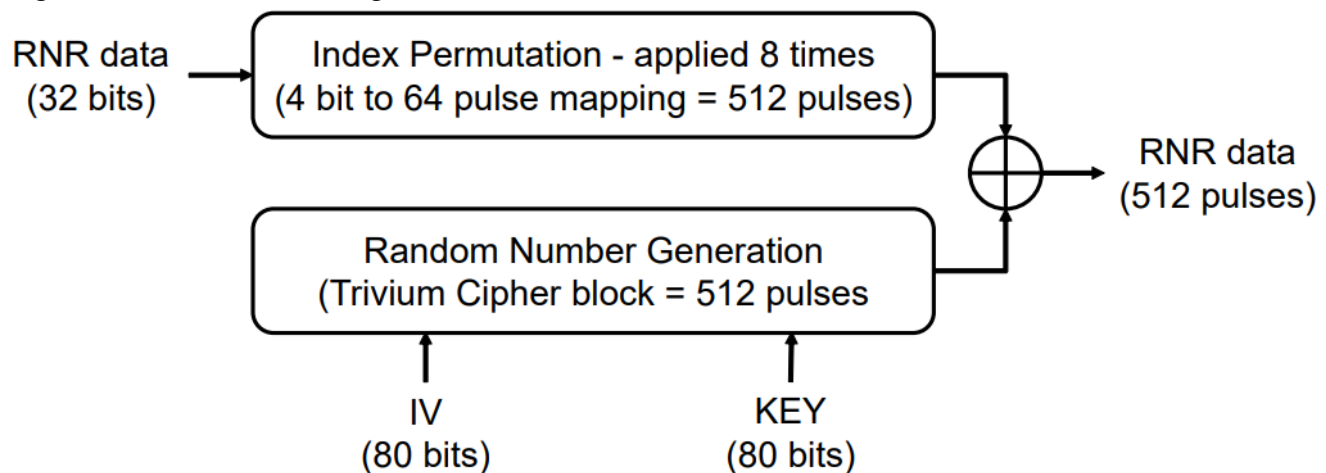 RNR data
(32 bits)
Index Permutation - applied 8 times
(4 bit to 64 pulse mapping = 512 pulses)
RNR data
(512 pulses)
Random Number Generation
(Trivium Cipher block = 512 pulses
IV
(80 bits)
KEY
(80 bits)